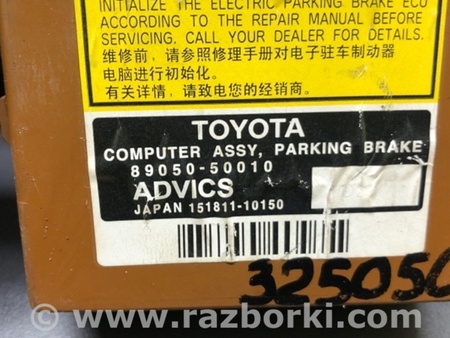 INITIALIZE THE ELECTRIC PARKING BRAKE ECU
ACCORDING TO THE REPAIR MANUAL BEFORE
SERVICING. CALL DEALER FOR DETAILS.
维修前，请参照修理手册对电子驻车制动器
电脑进行初始化。
有关详情，请致电您的经销商。
TOYOTA
COMPUTER ASSY, PARKING BRAKE
89050-50010
ADVICS
JAPAN 151811-10150
325050
www.razborki.com